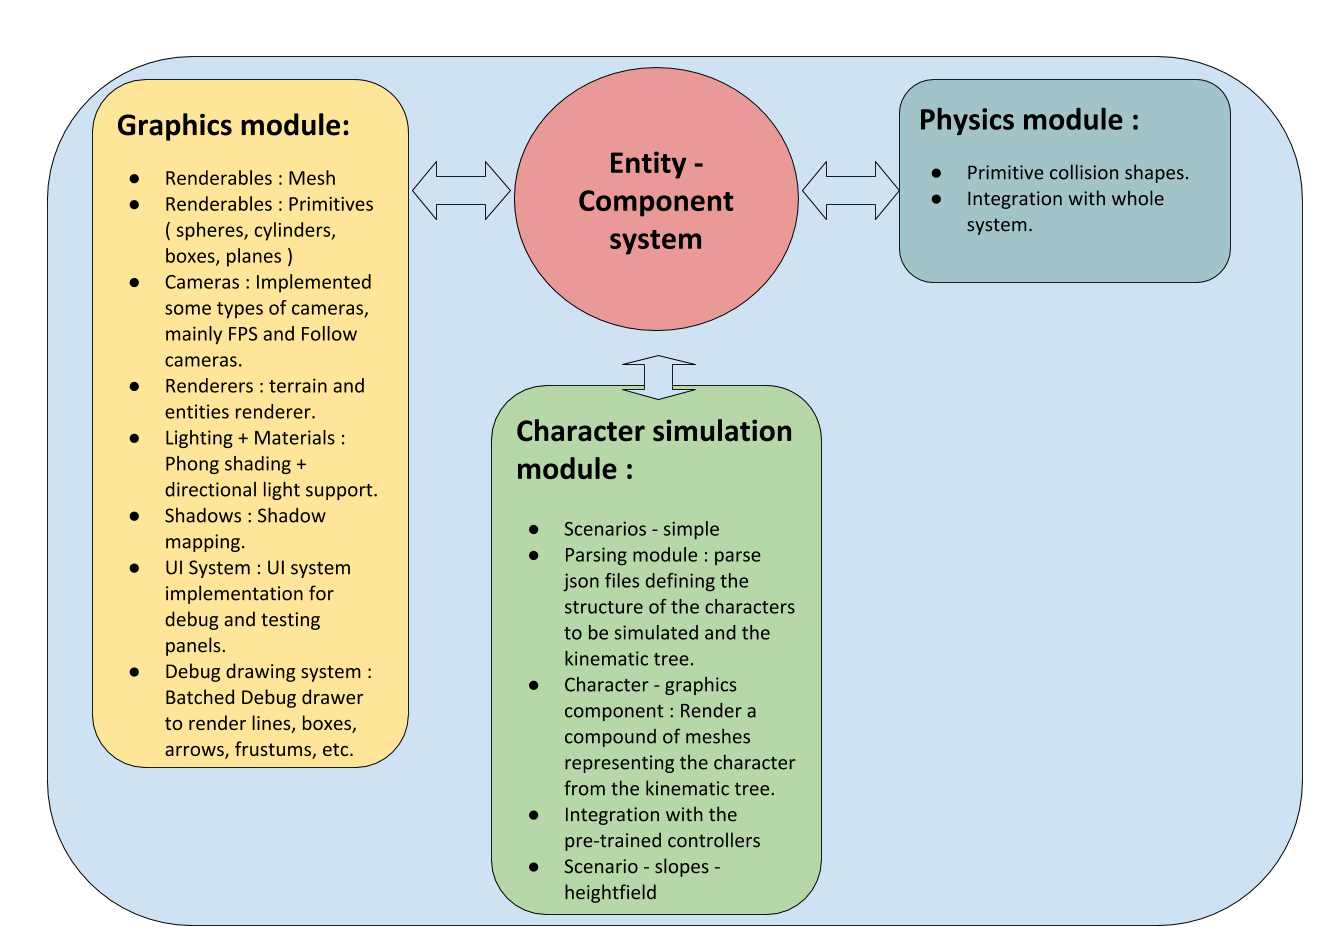 Graphics module:
● Renderables : Mesh
● Renderables : Primitives
( spheres, cylinders,
boxes, planes )
● Cameras : Implemented
some types of cameras,
mainly FPS and Follow
cameras.
● Renderers : terrain and
entities renderer.
● Lighting + Materials :
Phong shading +
directional light support.
● Shadows : Shadow
mapping.
● UI System : UI system
implementation for
debug and testing
panels.
● Debug drawing system :
Batched Debug drawer
to render lines, boxes,
arrows, frustums, etc.
Entity -
Component
system
Physics module :
● Primitive collision shapes.
● Integration with whole
system.
Character simulation
module :
● Scenarios - simple
● Parsing module : parse
json files defining the
structure of the characters
to be simulated and the
kinematic tree.
● Character - graphics
component : Render a
compound of meshes
representing the character
from the kinematic tree.
● Integration with the
pre-trained controllers
● Scenario - slopes -
heightfield